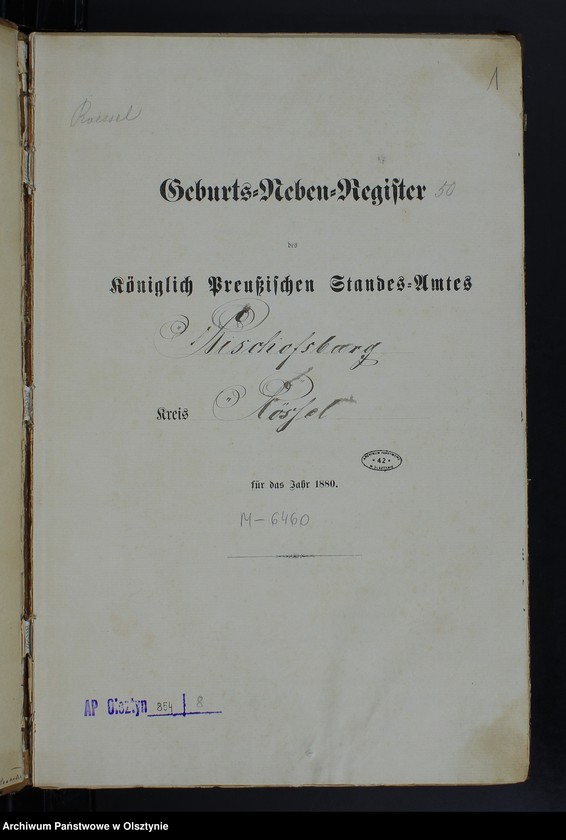 1
Roessel
Geburts-Neben-Register 50
des
Königlich Preußischen Standes-Amtes
Bischofsburg
Kreis Rössel
42
für das Jahr 1880.
M-6460
AP Olsztyn 854 / 8
Archiwum Państwowe w Olsztynie